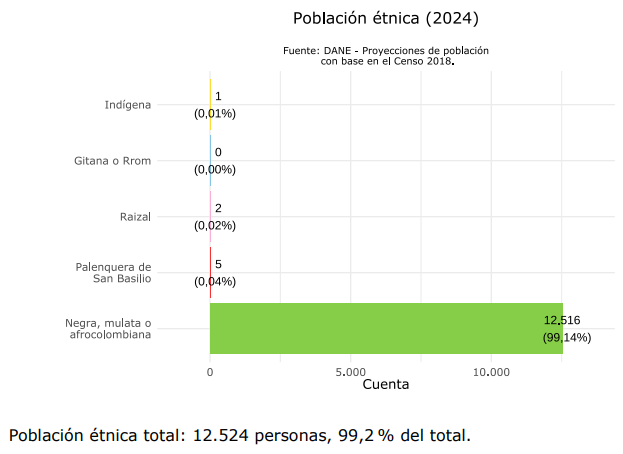 Población étnica (2024)
Fuente: DANE - Proyecciones de población
con base en el Censo 2018.
Indígena
1
(0,01%)
Gitana o Rrom
0
(0,00%)
Raizal
2
(0,02%)
Palenquera de
San Basilio
5
(0,04%)
Negra, mulata o
afrocolombiana
12.516
(99,14%)
0
5.000
10.000
Cuenta
Población étnica total: 12.524 personas, 99,2 % del total.